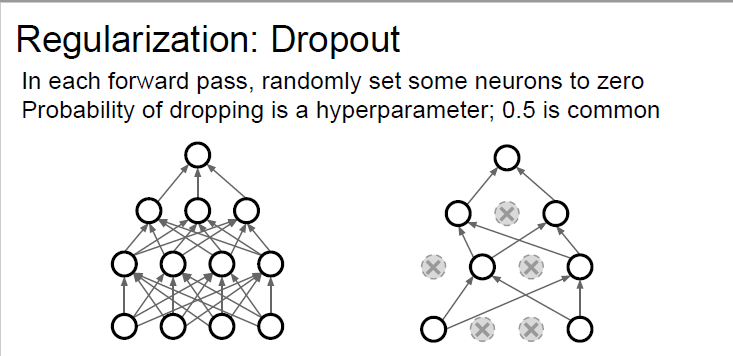 Regularization: Dropout
In each forward pass, randomly set some neurons to zero
Probability of dropping is a hyperparameter; 0.5 is common